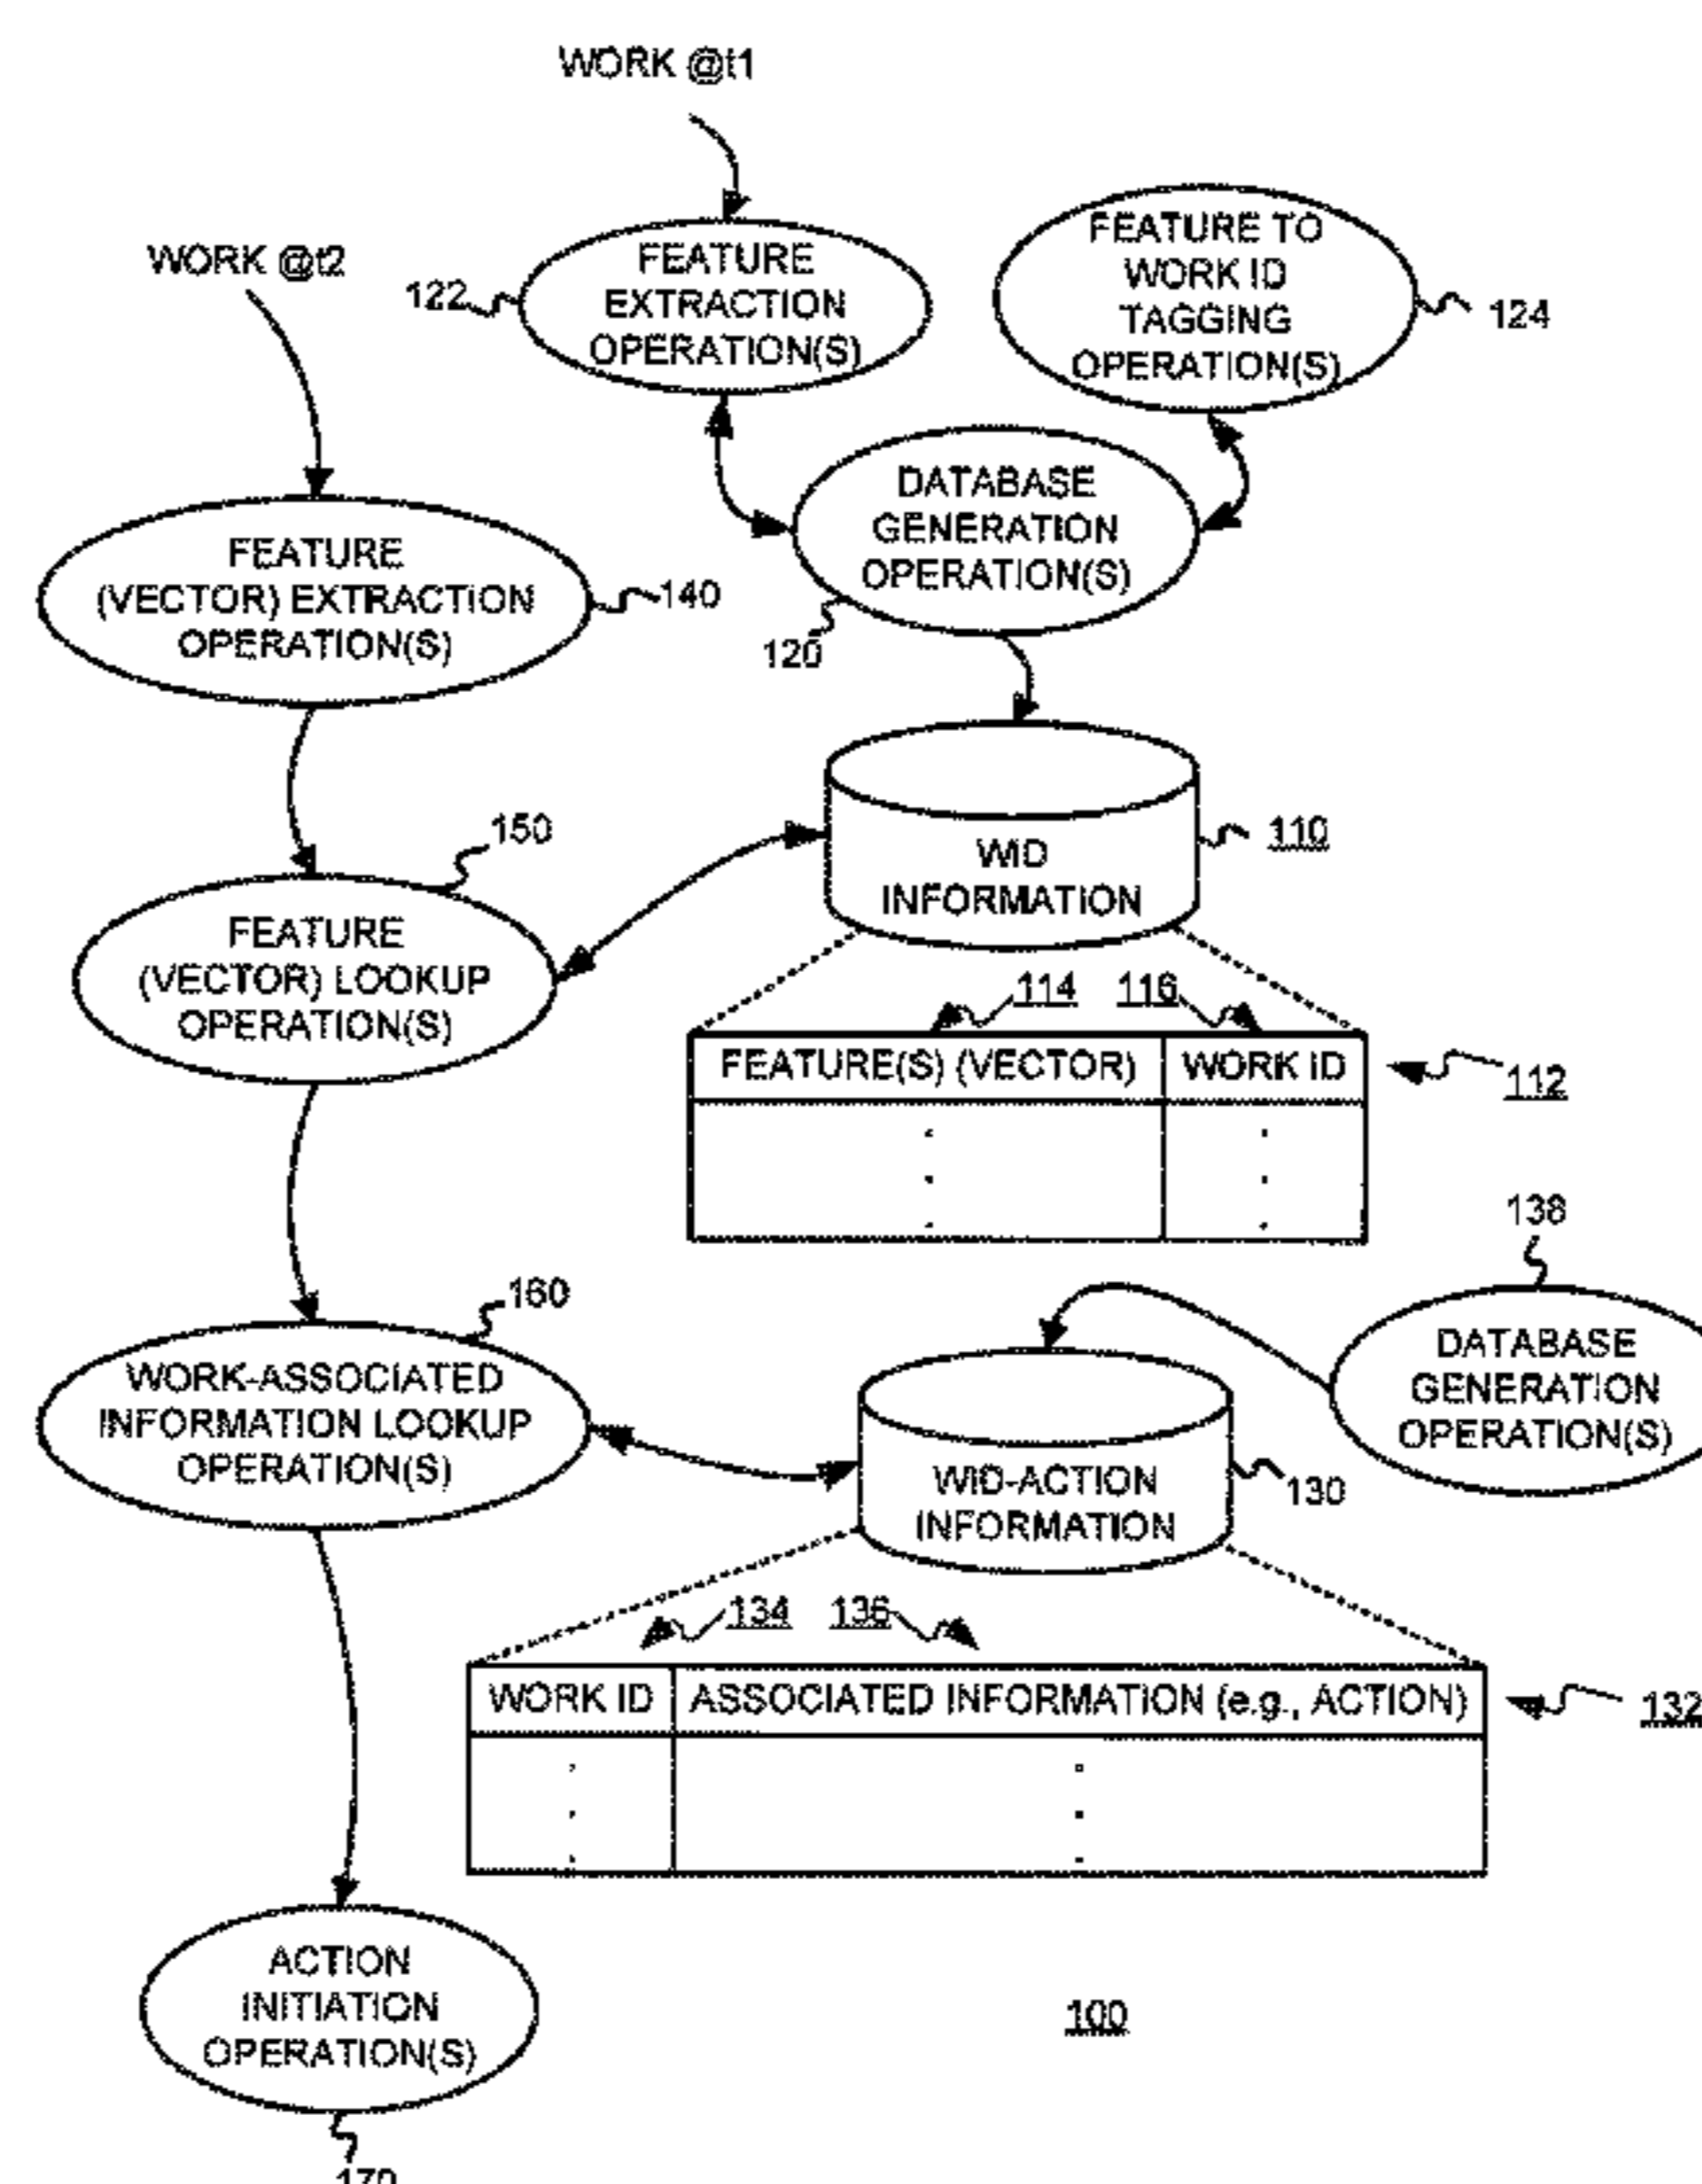 WORK @t1
WORK @t2
FEATURE
EXTRACTION
OPERATION(S)
122
FEATURE TO
WORK ID
TAGGING
OPERATION(S)
124
DATABASE
GENERATION
OPERATION(S)
120
FEATURE
(VECTOR) EXTRACTION
OPERATION(S)
140
WID
INFORMATION
110
150
FEATURE
(VECTOR) LOOKUP
OPERATION(S)
114 116
FEATURE(S) (VECTOR) WORK ID
112
138
DATABASE
GENERATION
OPERATION(S)
160
WORK-ASSOCIATED
INFORMATION LOOKUP
OPERATION(S)
WID-ACTION
INFORMATION
130
134 136
WORK ID ASSOCIATED INFORMATION (e.g., ACTION)
132
ACTION
INITIATION
OPERATION(S)
100
170